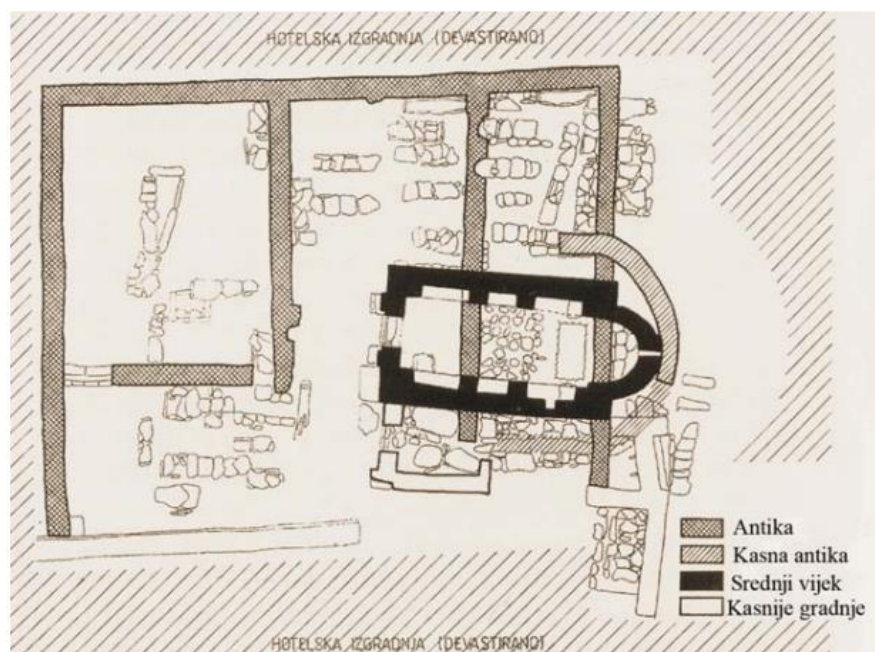 HOTELSKA IZGRADNJA (DEVASTIRANO)
Antika
Kasna antika
Srednji vijek
Kasnije gradnje
HOTELSKA IZGRADNJA (DEVASTIRANO)